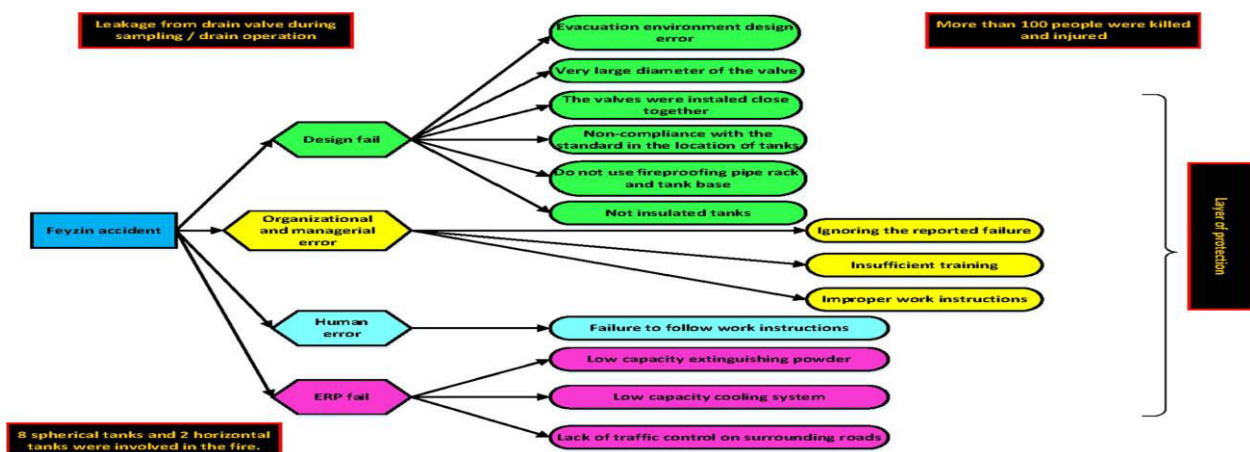 Leakage from drain valve during
sampling / drain operation
More than 100 people were killed
and injured
Evacuation environment design
error
Very large diameter of the valve
The valves were instaled close
together
Design fail
Non-compliance with the
standard in the location of tanks
Do not use fireproofing pipe rack
and tank base
Not insulated tanks
Feyzin accident
Organizational
and managerial
error
Ignoring the reported failure
Insufficient training
Improper work instructions
Layer of protection
Human
error
Failure to follow work instructions
Low capacity extinguishing powder
ERP fail
Low capacity cooling system
Lack of traffic control on surrounding roads
8 spherical tanks and 2 horizontal
tanks were involved in the fire.